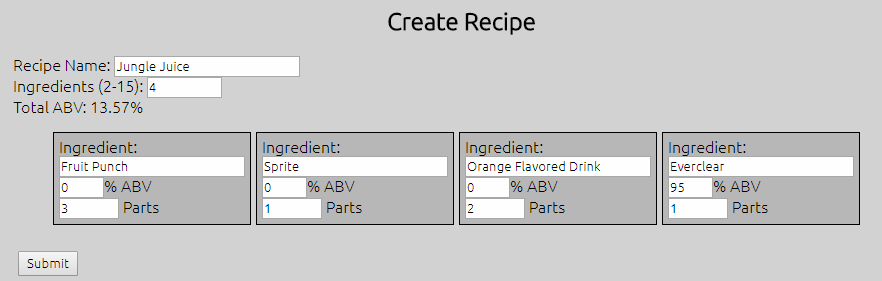 Create Recipe
Recipe Name: Jungle Juice
Ingredients (2-15): 4
Total ABV: 13.57%
Ingredient:
Fruit Punch
0 % ABV
3 Parts
Ingredient:
Sprite
0 % ABV
1 Parts
Ingredient:
Orange Flavored Drink
0 % ABV
2 Parts
Ingredient:
Everclear
95 % ABV
1 Parts
Submit